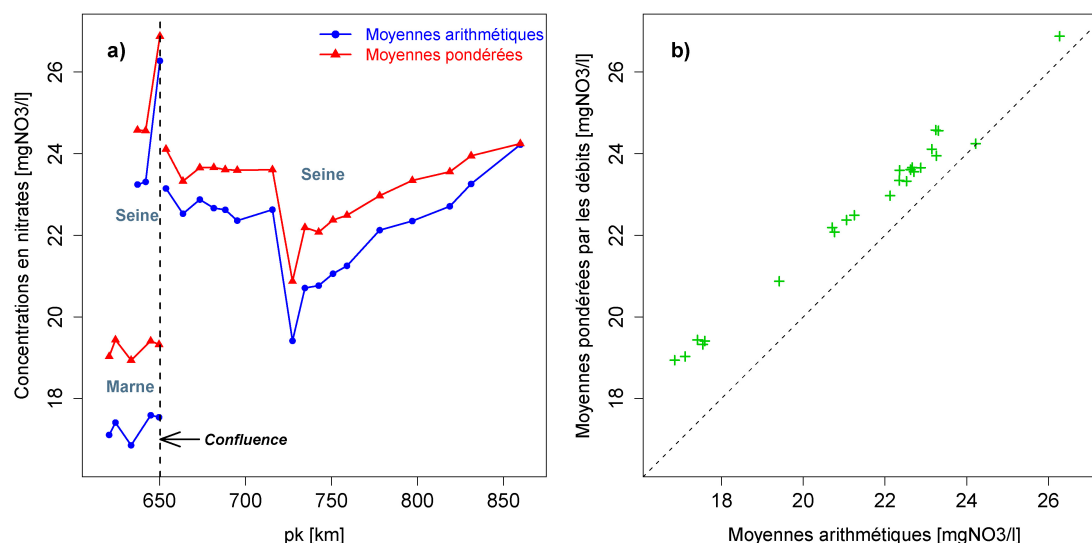 a)
Moyennes arithmétiques
Moyennes pondérées
Concentrations en nitrates [mgNO3/l]
26
24
22
20
18
Seine
Seine
Marne
Confluence
650
700
750
800
850
pk [km]
b)
Moyennes pondérées par les débits [mgNO3/l]
26
24
22
20
18
18
20
22
24
26
Moyennes arithmétiques [mgNO3/l]